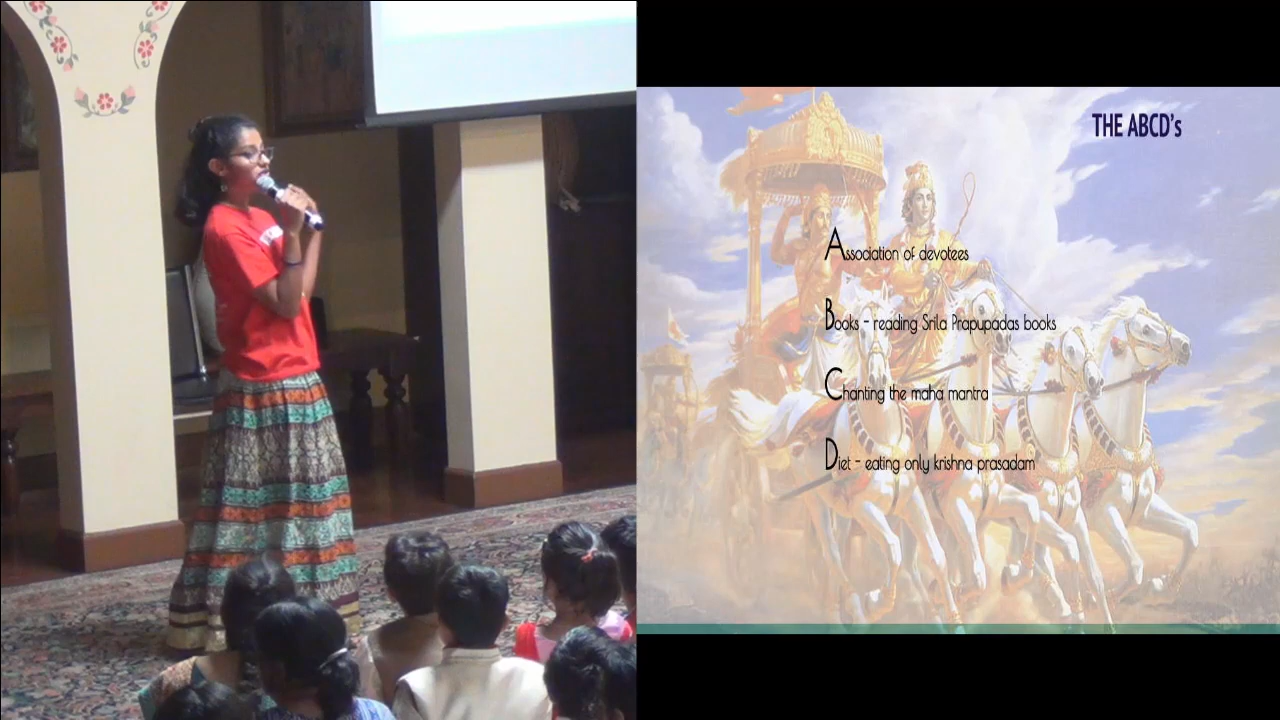 THE ABCD's
Association of devotees
Books - reading Srila Prapupadas books
Chanting the maha mantra
Diet - eating only krishna prasadam